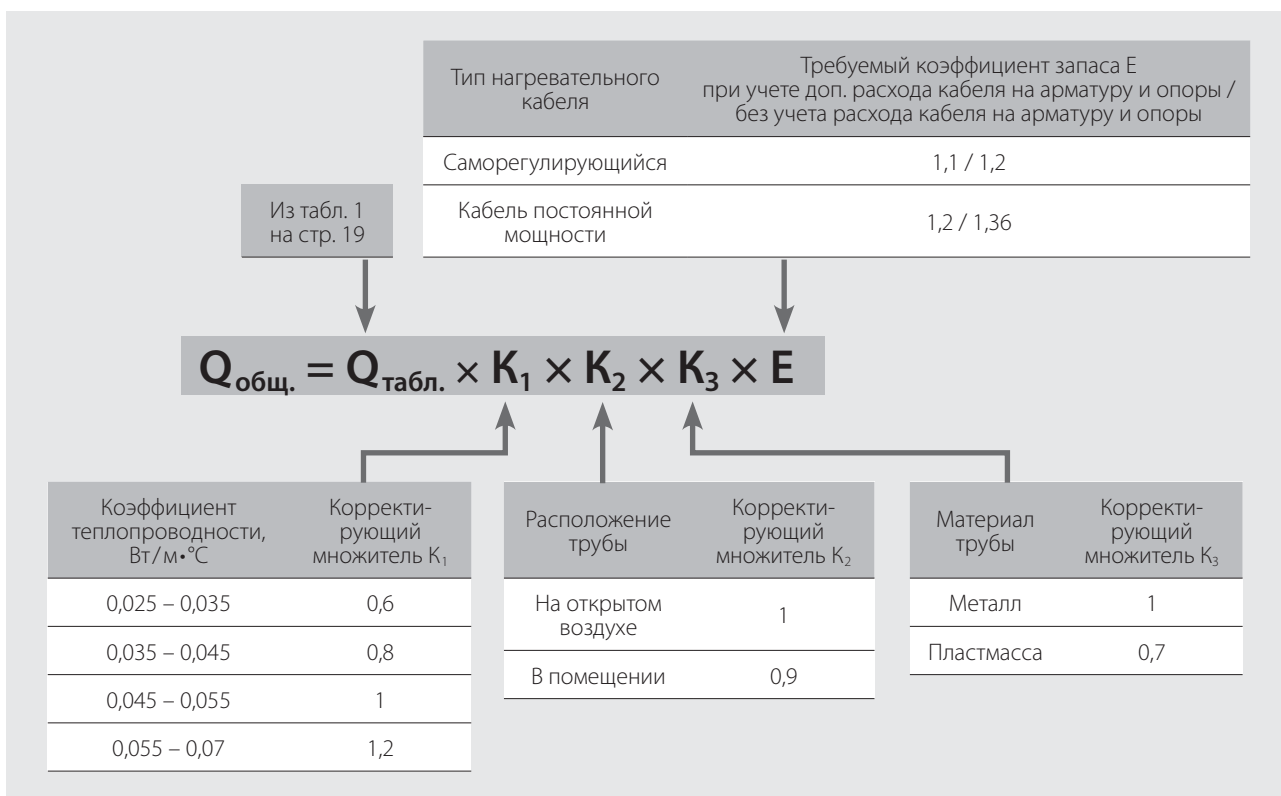 Тип нагревательного
кабеля
Требуемый коэффициент запаса Е
при учете доп. расхода кабеля на арматуру и опоры /
без учета расхода кабеля на арматуру и опоры
Саморегулирующийся
1,1 / 1,2
Кабель постоянной
мощности
1,2 / 1,36
Из табл. 1
на стр. 19
Qобщ. = Qтабл. × К₁ × К₂ × К₃ × Е
Коэффициент
теплопроводности,
Вт/м•°С
Корректи-
рующий
множитель К₁
0,025 – 0,035
0,6
0,035 – 0,045
0,8
0,045 – 0,055
1
0,055 – 0,07
1,2
Расположение
трубы
Корректи-
рующий
множитель К₂
На открытом
воздухе
1
В помещении
0,9
Материал
трубы
Корректи-
рующий
множитель К₃
Металл
1
Пластмасса
0,7